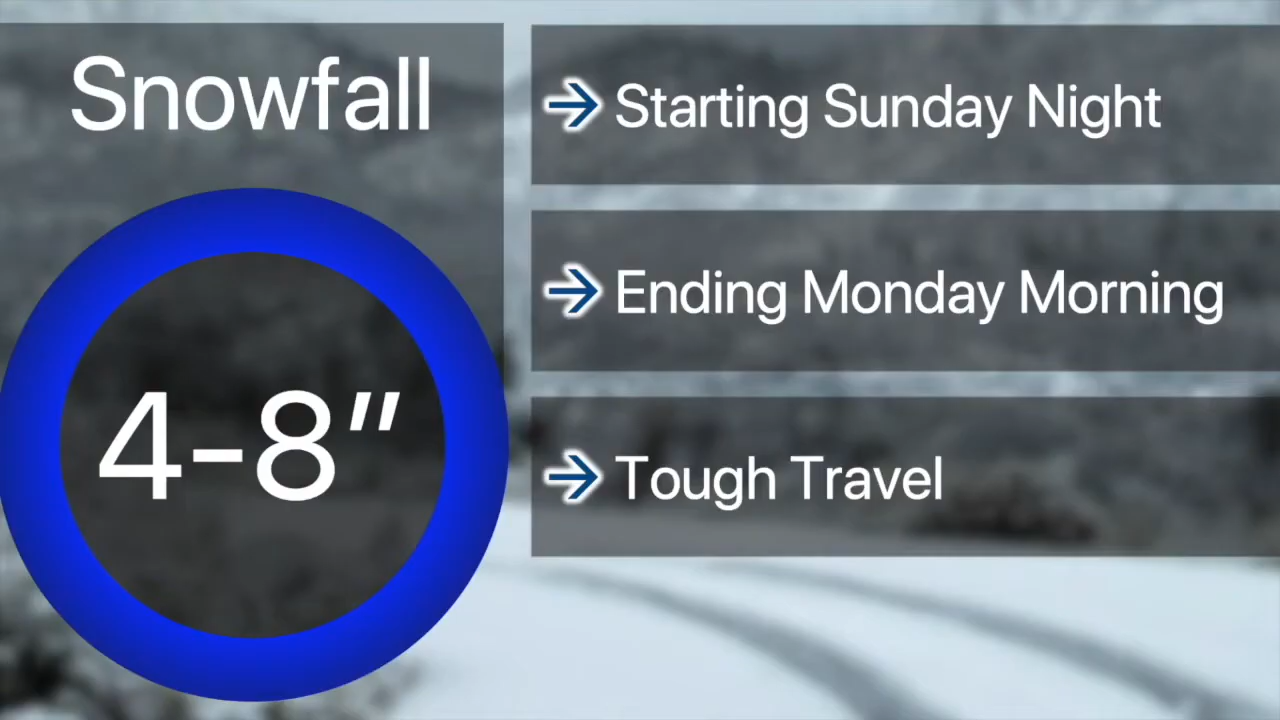 Snowfall
4-8"
Starting Sunday Night
Ending Monday Morning
Tough Travel